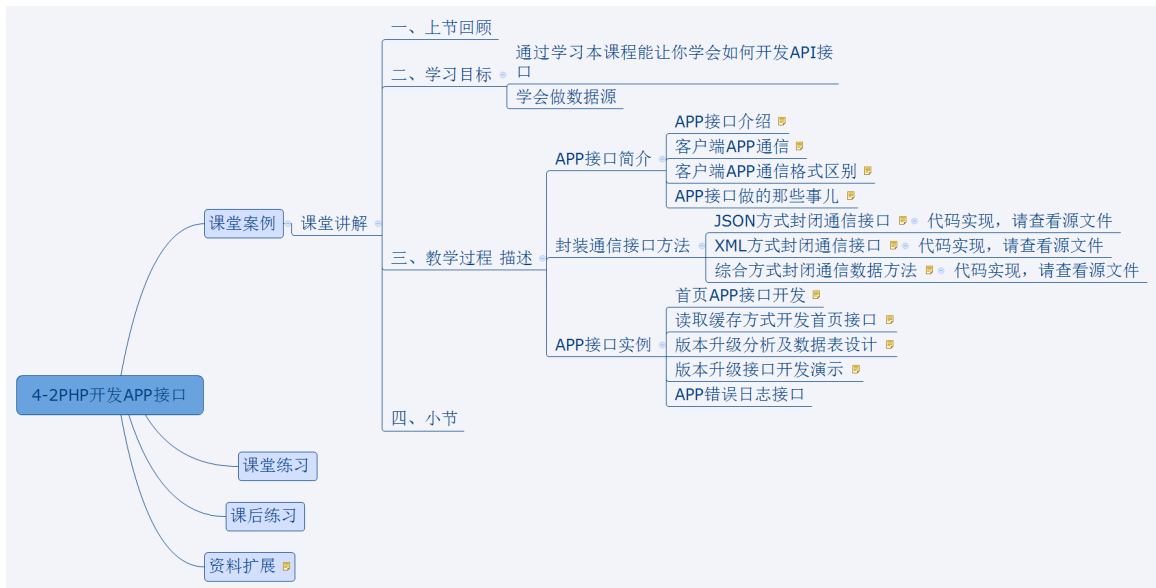 一、上节回顾
通过学习本课程能让你学会如何开发API接
口
二、学习目标
学会做数据源
APP接口介绍
客户端APP通信
APP接口简介
客户端APP通信格式区别
APP接口做的那些事儿
课堂案例
课堂讲解
JSON方式封闭通信接口
代码实现，请查看源文件
三、教学过程 描述
封装通信接口方法
XML方式封闭通信接口
代码实现，请查看源文件
综合方式封闭通信数据方法
代码实现，请查看源文件
首页APP接口开发
读取缓存方式开发首页接口
APP接口实例
版本升级分析及数据表设计
版本升级接口开发演示
APP错误日志接口
4-2PHP开发APP接口
四、小节
课堂练习
课后练习
资料扩展